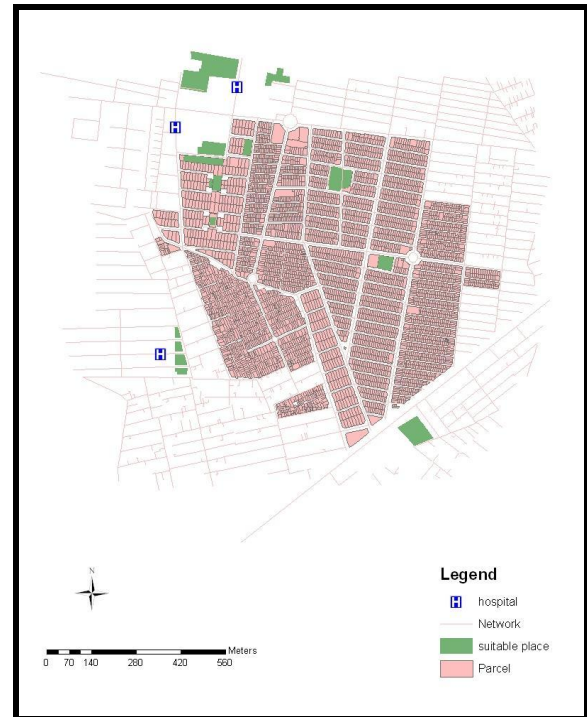 H
H
H
N
Meters
0 70 140 280 420 560
Legend
H hospital
Network
suitable place
Parcel